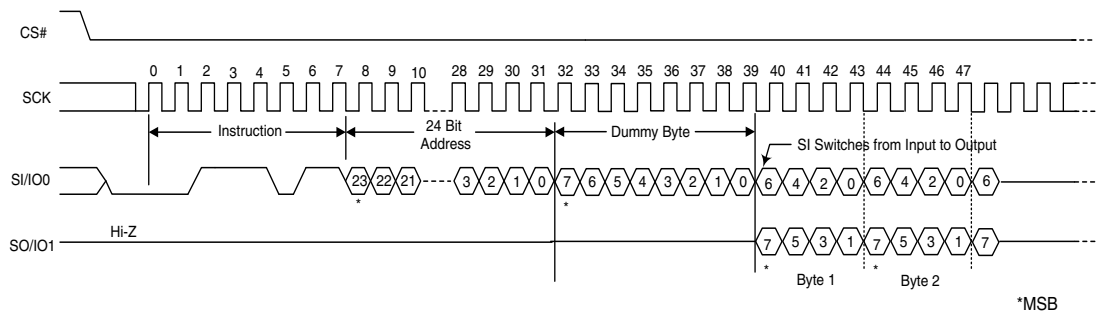 CS#
0 1 2 3 4 5 6 7 8 9 10 28 29 30 31 32 33 34 35 36 37 38 39 40 41 42 43 44 45 46 47
SCK
Instruction
24 Bit
Address
Dummy Byte
SI Switches from Input to Output
SI/IO0
23 22 21 3 2 1 0 7 6 5 4 3 2 1 0 6 4 2 0 6 4 2 0 6
* *
Hi-Z
SO/IO1
7 5 3 1 7 5 3 1 7
* *
Byte 1 Byte 2
*MSB